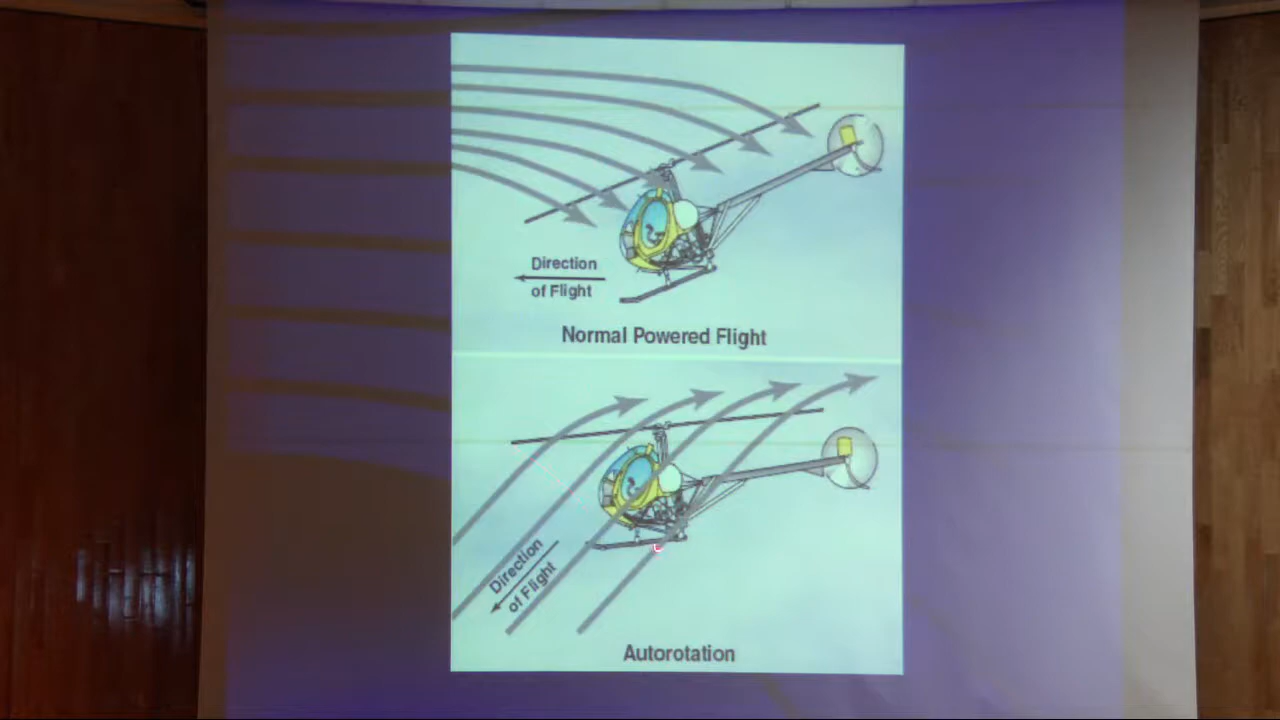 Direction
of Flight
Normal Powered Flight
Direction
of Flight
Autorotation